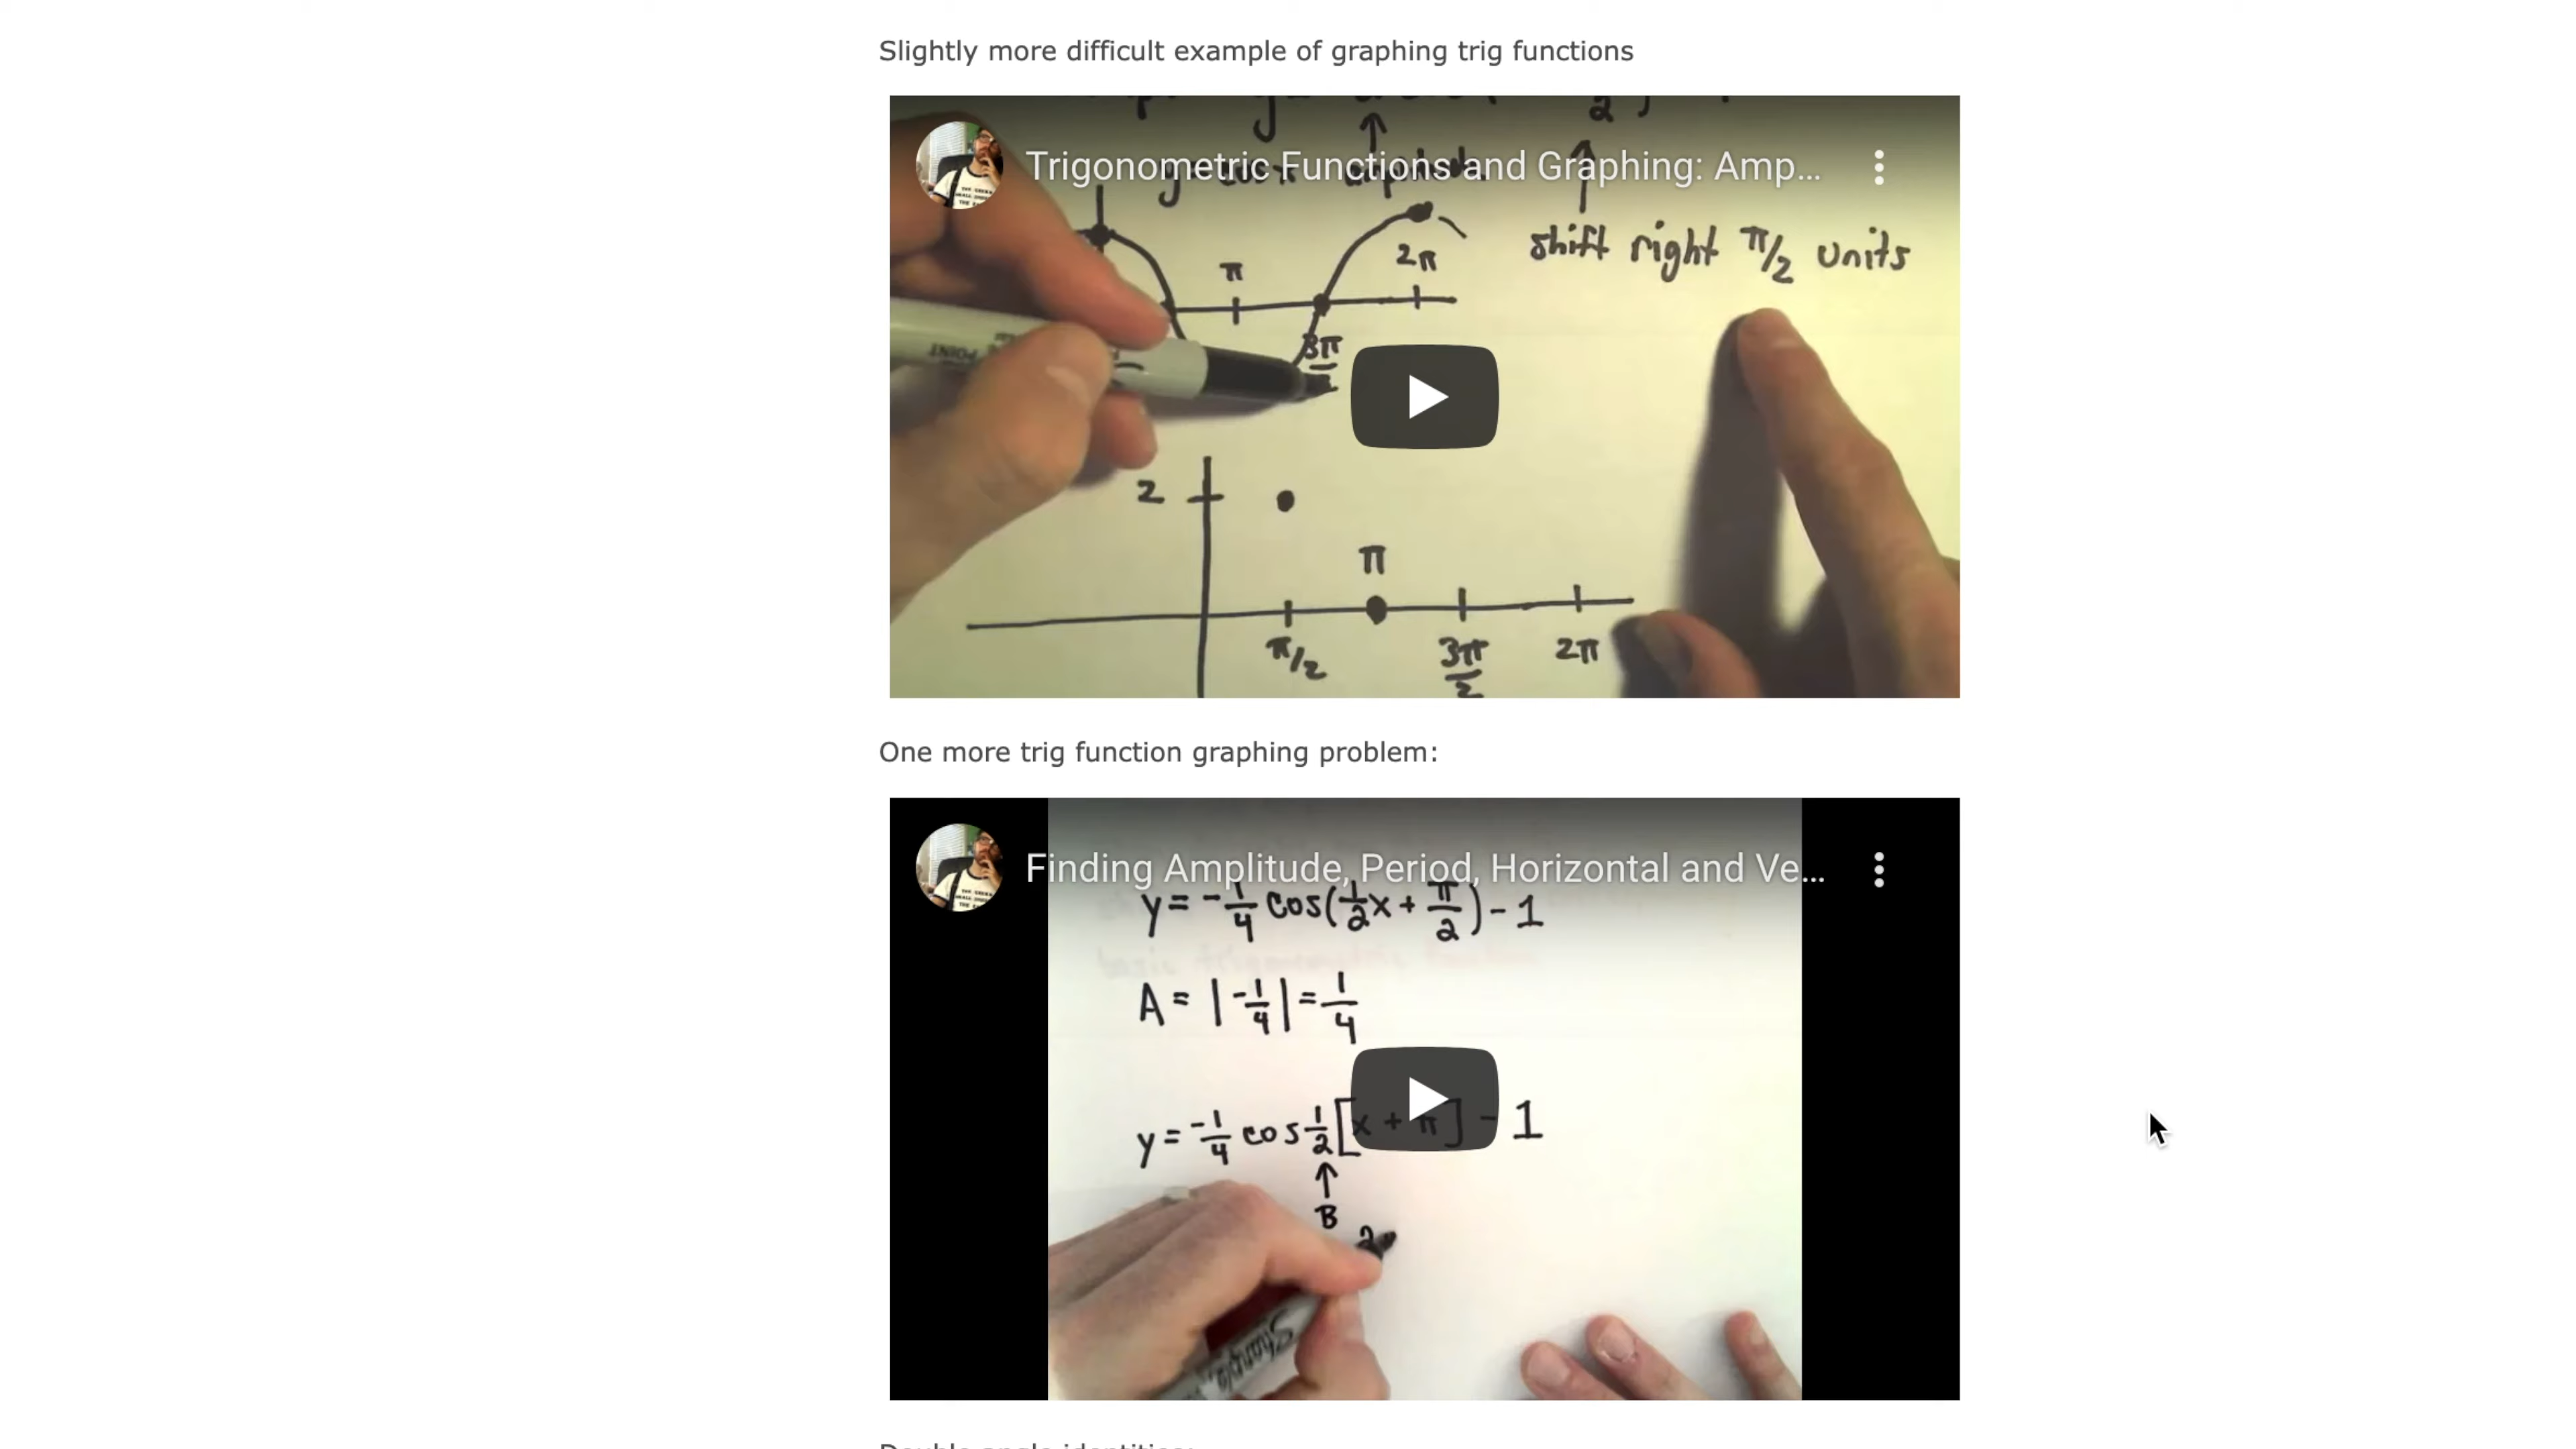 Slightly more difficult example of graphing trig functions
Trigonometric Functions and Graphing: Amp...
shift right π/2 units
π
2π
3π
2
π
π/2
3π/2
2π
One more trig function graphing problem:
Finding Amplitude, Period, Horizontal and Ve...
y = -1/4 cos(1/2x + π/2) - 1
A = |-1/4| = 1/4
y = -1/4 cos 1/2[x + π] - 1
B
2
Sharpie